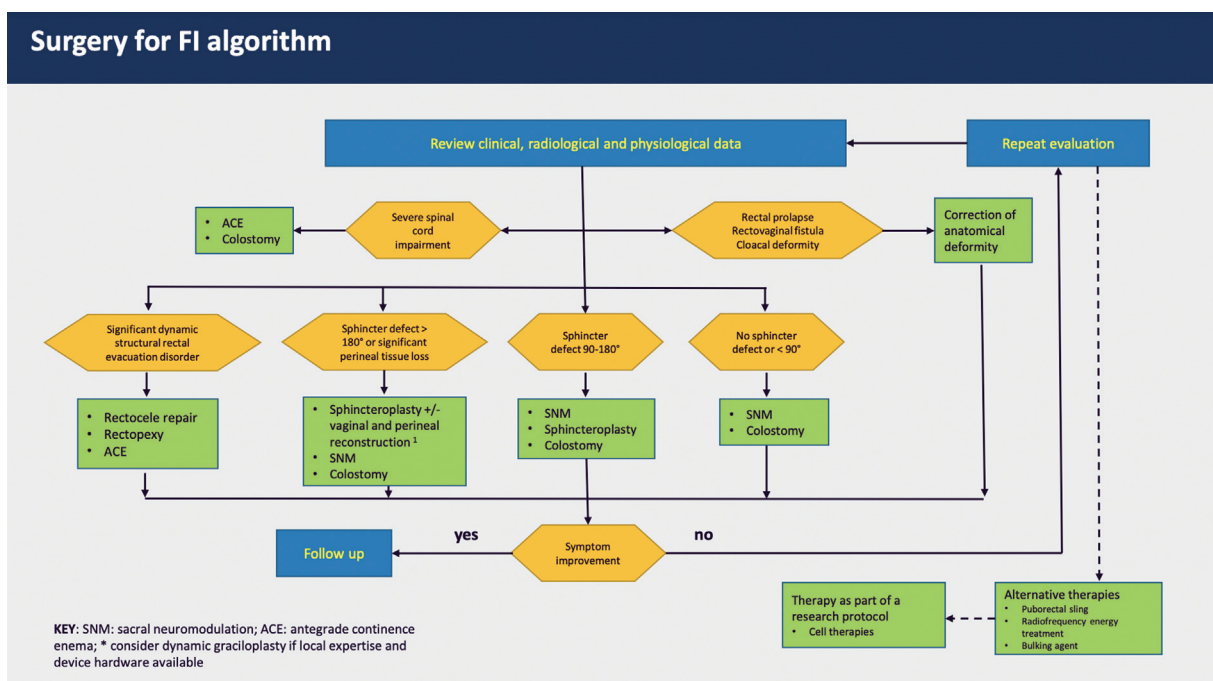 Surgery for FI algorithm
Review clinical, radiological and physiological data
Repeat evaluation
• ACE
• Colostomy
Severe spinal
cord
impairment
Rectal prolapse
Rectovaginal fistula
Cloacal deformity
Correction of
anatomical
deformity
Significant dynamic
structural rectal
evacuation disorder
Sphincter defect >
180° or significant
perineal tissue loss
Sphincter
defect 90-180°
No sphincter
defect or < 90°
• Rectocele repair
• Rectopexy
• ACE
• Sphincteroplasty +/-
vaginal and perineal
reconstruction ¹
• SNM
• Colostomy
• SNM
• Sphincteroplasty
• Colostomy
• SNM
• Colostomy
Follow up
yes
Symptom
improvement
no
Therapy as part of a
research protocol
• Cell therapies
Alternative therapies
• Puborectal sling
• Radiofrequency energy
treatment
• Bulking agent
KEY: SNM: sacral neuromodulation; ACE: antegrade continence
enema; * consider dynamic graciloplasty if local expertise and
device hardware available